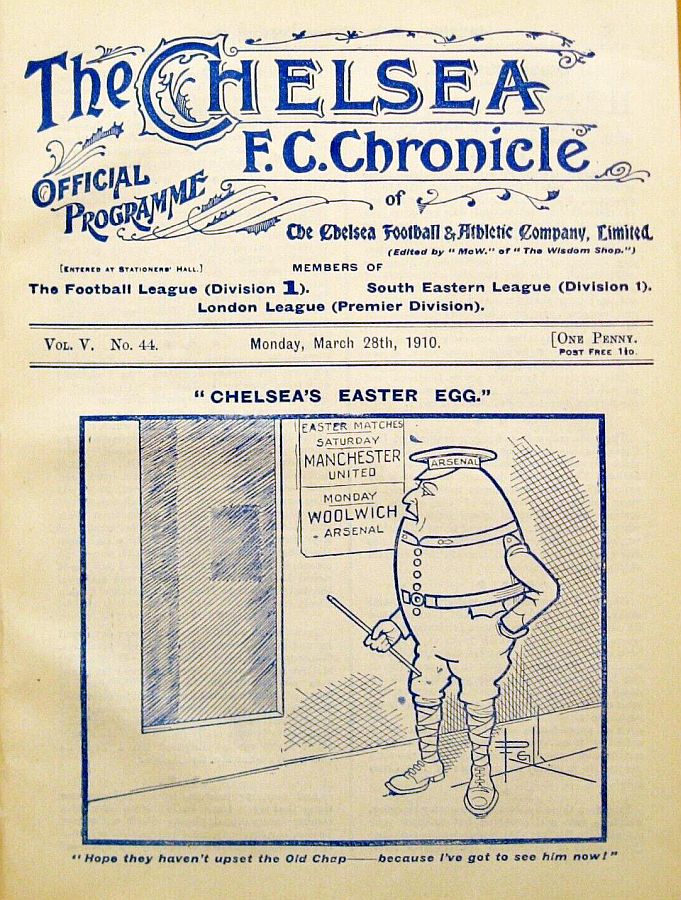 The CHELSEA
F.C. Chronicle
OFFICIAL
PROGRAMME
of
The Chelsea Football & Athletic Company, Limited.
(Edited by "McW." of "The Wisdom Shop.")
[ENTERED AT STATIONERS' HALL.]
MEMBERS OF
The Football League (Division 1). South Eastern League (Division 1).
London League (Premier Division).
VOL. V. No. 44. Monday, March 28th, 1910. [ONE PENNY.
POST FREE 1½D.
"CHELSEA'S EASTER EGG."
EASTER MATCHES
SATURDAY
MANCHESTER
UNITED
MONDAY
WOOLWICH
ARSENAL
ARSENAL
"Hope they haven't upset the Old Chap——because I've got to see him now!"